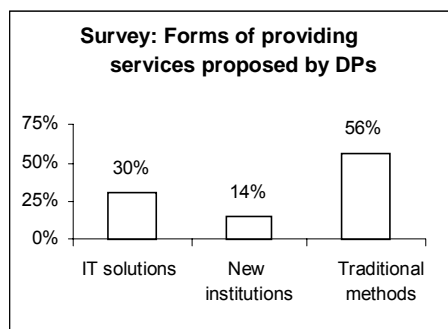 Survey: Forms of providing
services proposed by DPs
75%
50%
25%
0%
30%
14%
56%
IT solutions
New
institutions
Traditional
methods